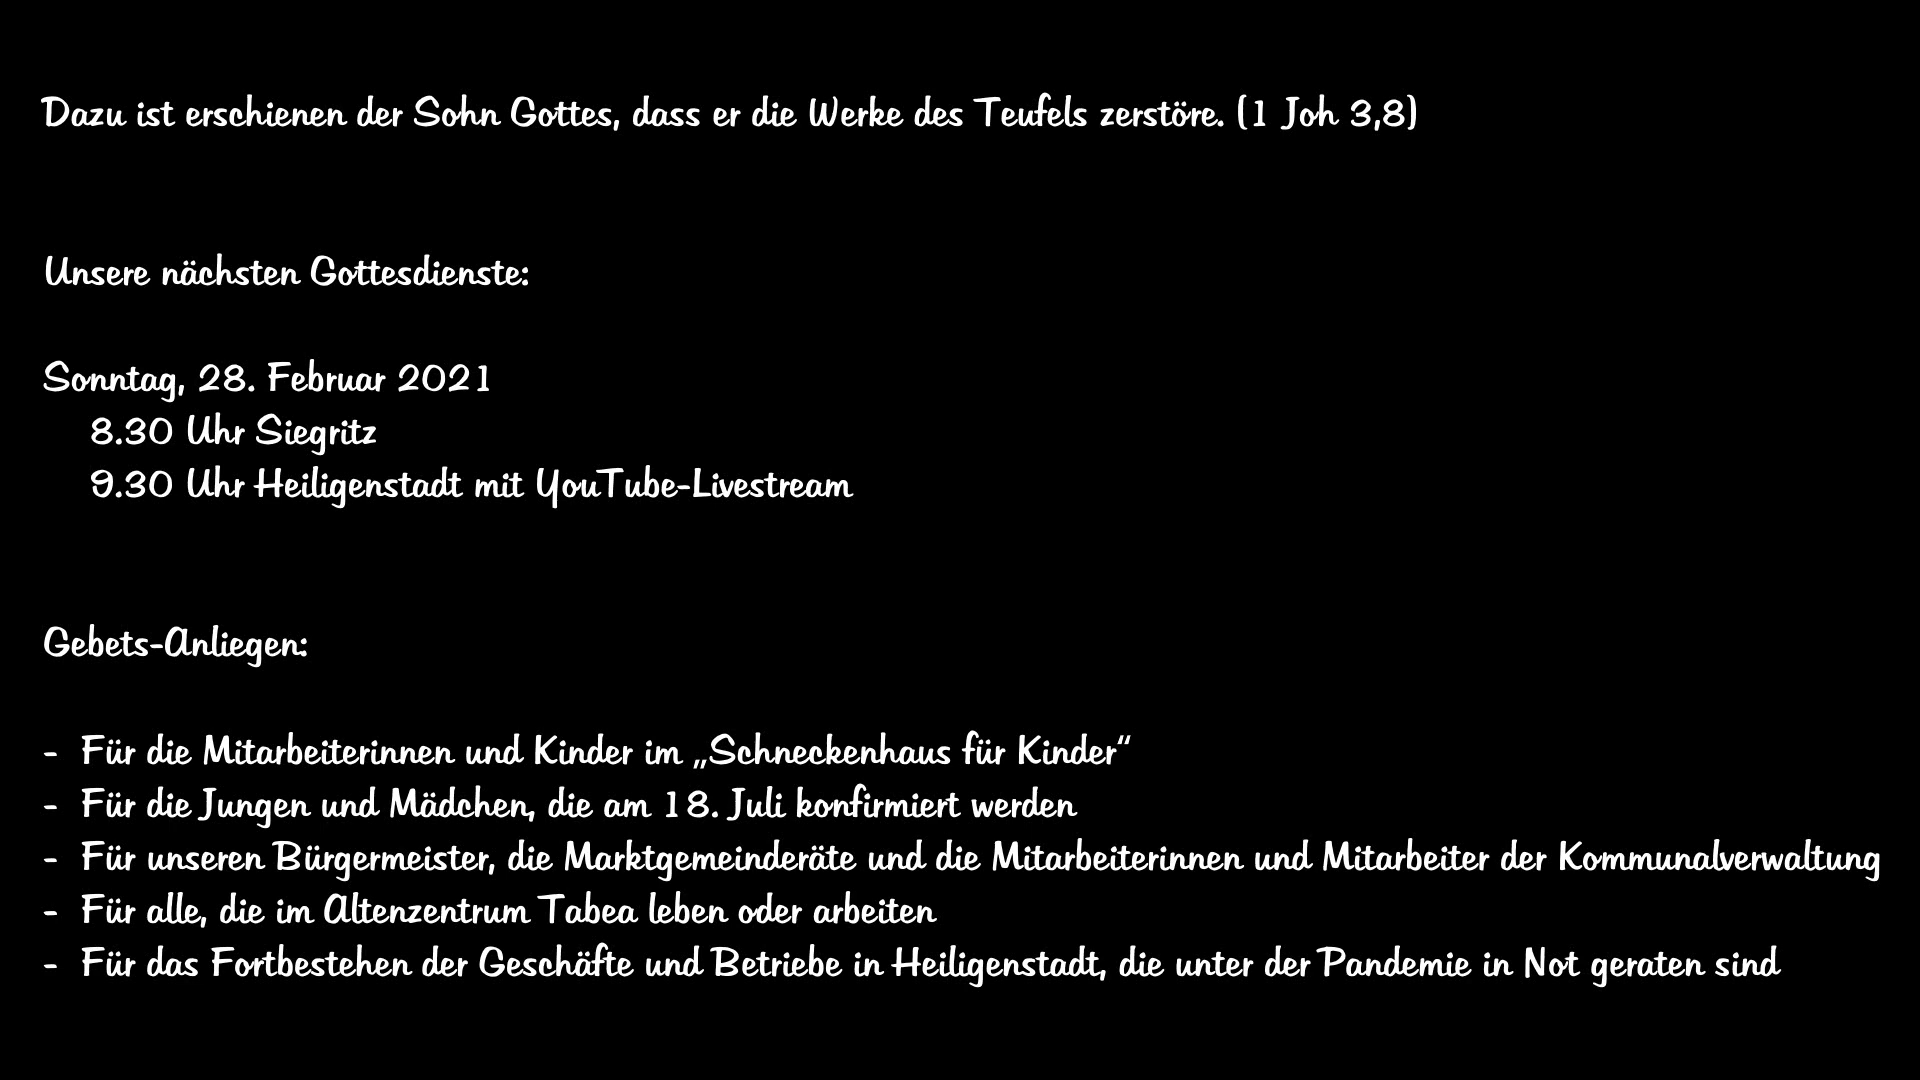 Dazu ist erschienen der Sohn Gottes, dass er die Werke des Teufels zerstöre. (1 Joh 3,8)
Unsere nächsten Gottesdienste:
Sonntag, 28. Februar 2021
8.30 Uhr Siegritz
9.30 Uhr Heiligenstadt mit YouTube-Livestream
Gebets-Anliegen:
- Für die Mitarbeiterinnen und Kinder im „Schneckenhaus für Kinder“
- Für die Jungen und Mädchen, die am 18. Juli konfirmiert werden
- Für unseren Bürgermeister, die Marktgemeinderäte und die Mitarbeiterinnen und Mitarbeiter der Kommunalverwaltung
- Für alle, die im Altenzentrum Tabea leben oder arbeiten
- Für das Fortbestehen der Geschäfte und Betriebe in Heiligenstadt, die unter der Pandemie in Not geraten sind